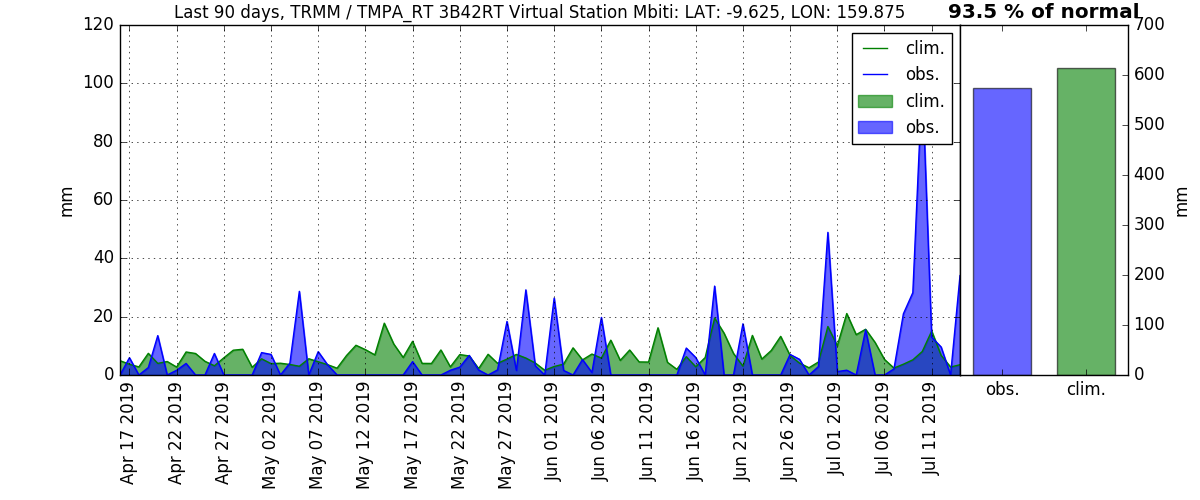 Last 90 days, TRMM / TMPA_RT 3B42RT Virtual Station Mbiti: LAT: -9.625, LON: 159.875
93.5 % of normal
120
100
80
60
40
20
0
mm
clim.
obs.
clim.
obs.
Apr 17 2019
Apr 22 2019
Apr 27 2019
May 02 2019
May 07 2019
May 12 2019
May 17 2019
May 22 2019
May 27 2019
Jun 01 2019
Jun 06 2019
Jun 11 2019
Jun 16 2019
Jun 21 2019
Jun 26 2019
Jul 01 2019
Jul 06 2019
Jul 11 2019
700
600
500
400
300
200
100
0
mm
obs.
clim.